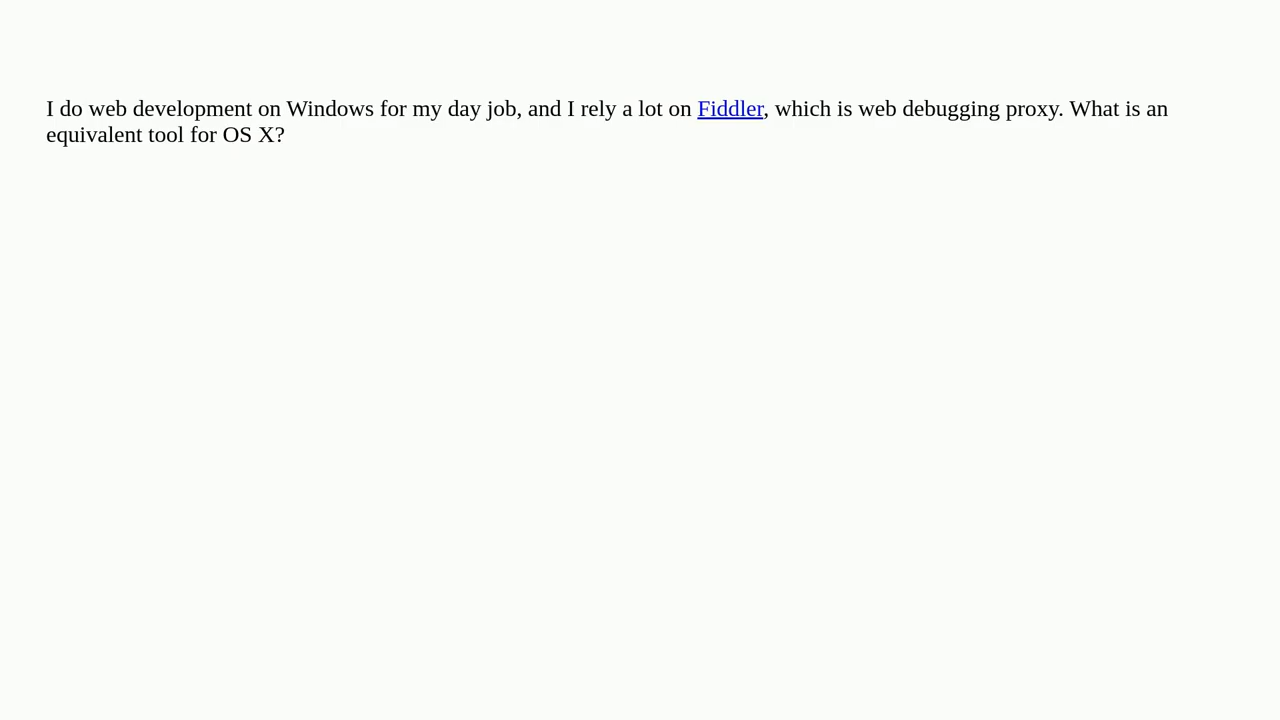 I do web development on Windows for my day job, and I rely a lot on Fiddler, which is web debugging proxy. What is an
equivalent tool for OS X?